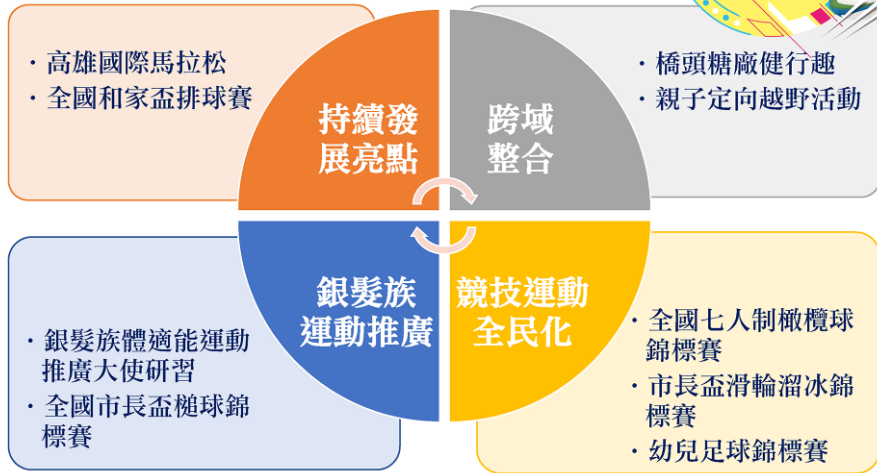 ・高雄國際馬拉松
・全國和家盃排球賽
持續發
展亮點
跨域
整合
・橋頭糖廠健行趣
・親子定向越野活動
・銀髮族體適能運動
推廣大使研習
・全國市長盃槌球錦
標賽
銀髮族
運動推廣
競技運動
全民化
・全國七人制橄欖球
錦標賽
・市長盃滑輪溜冰錦
標賽
・幼兒足球錦標賽